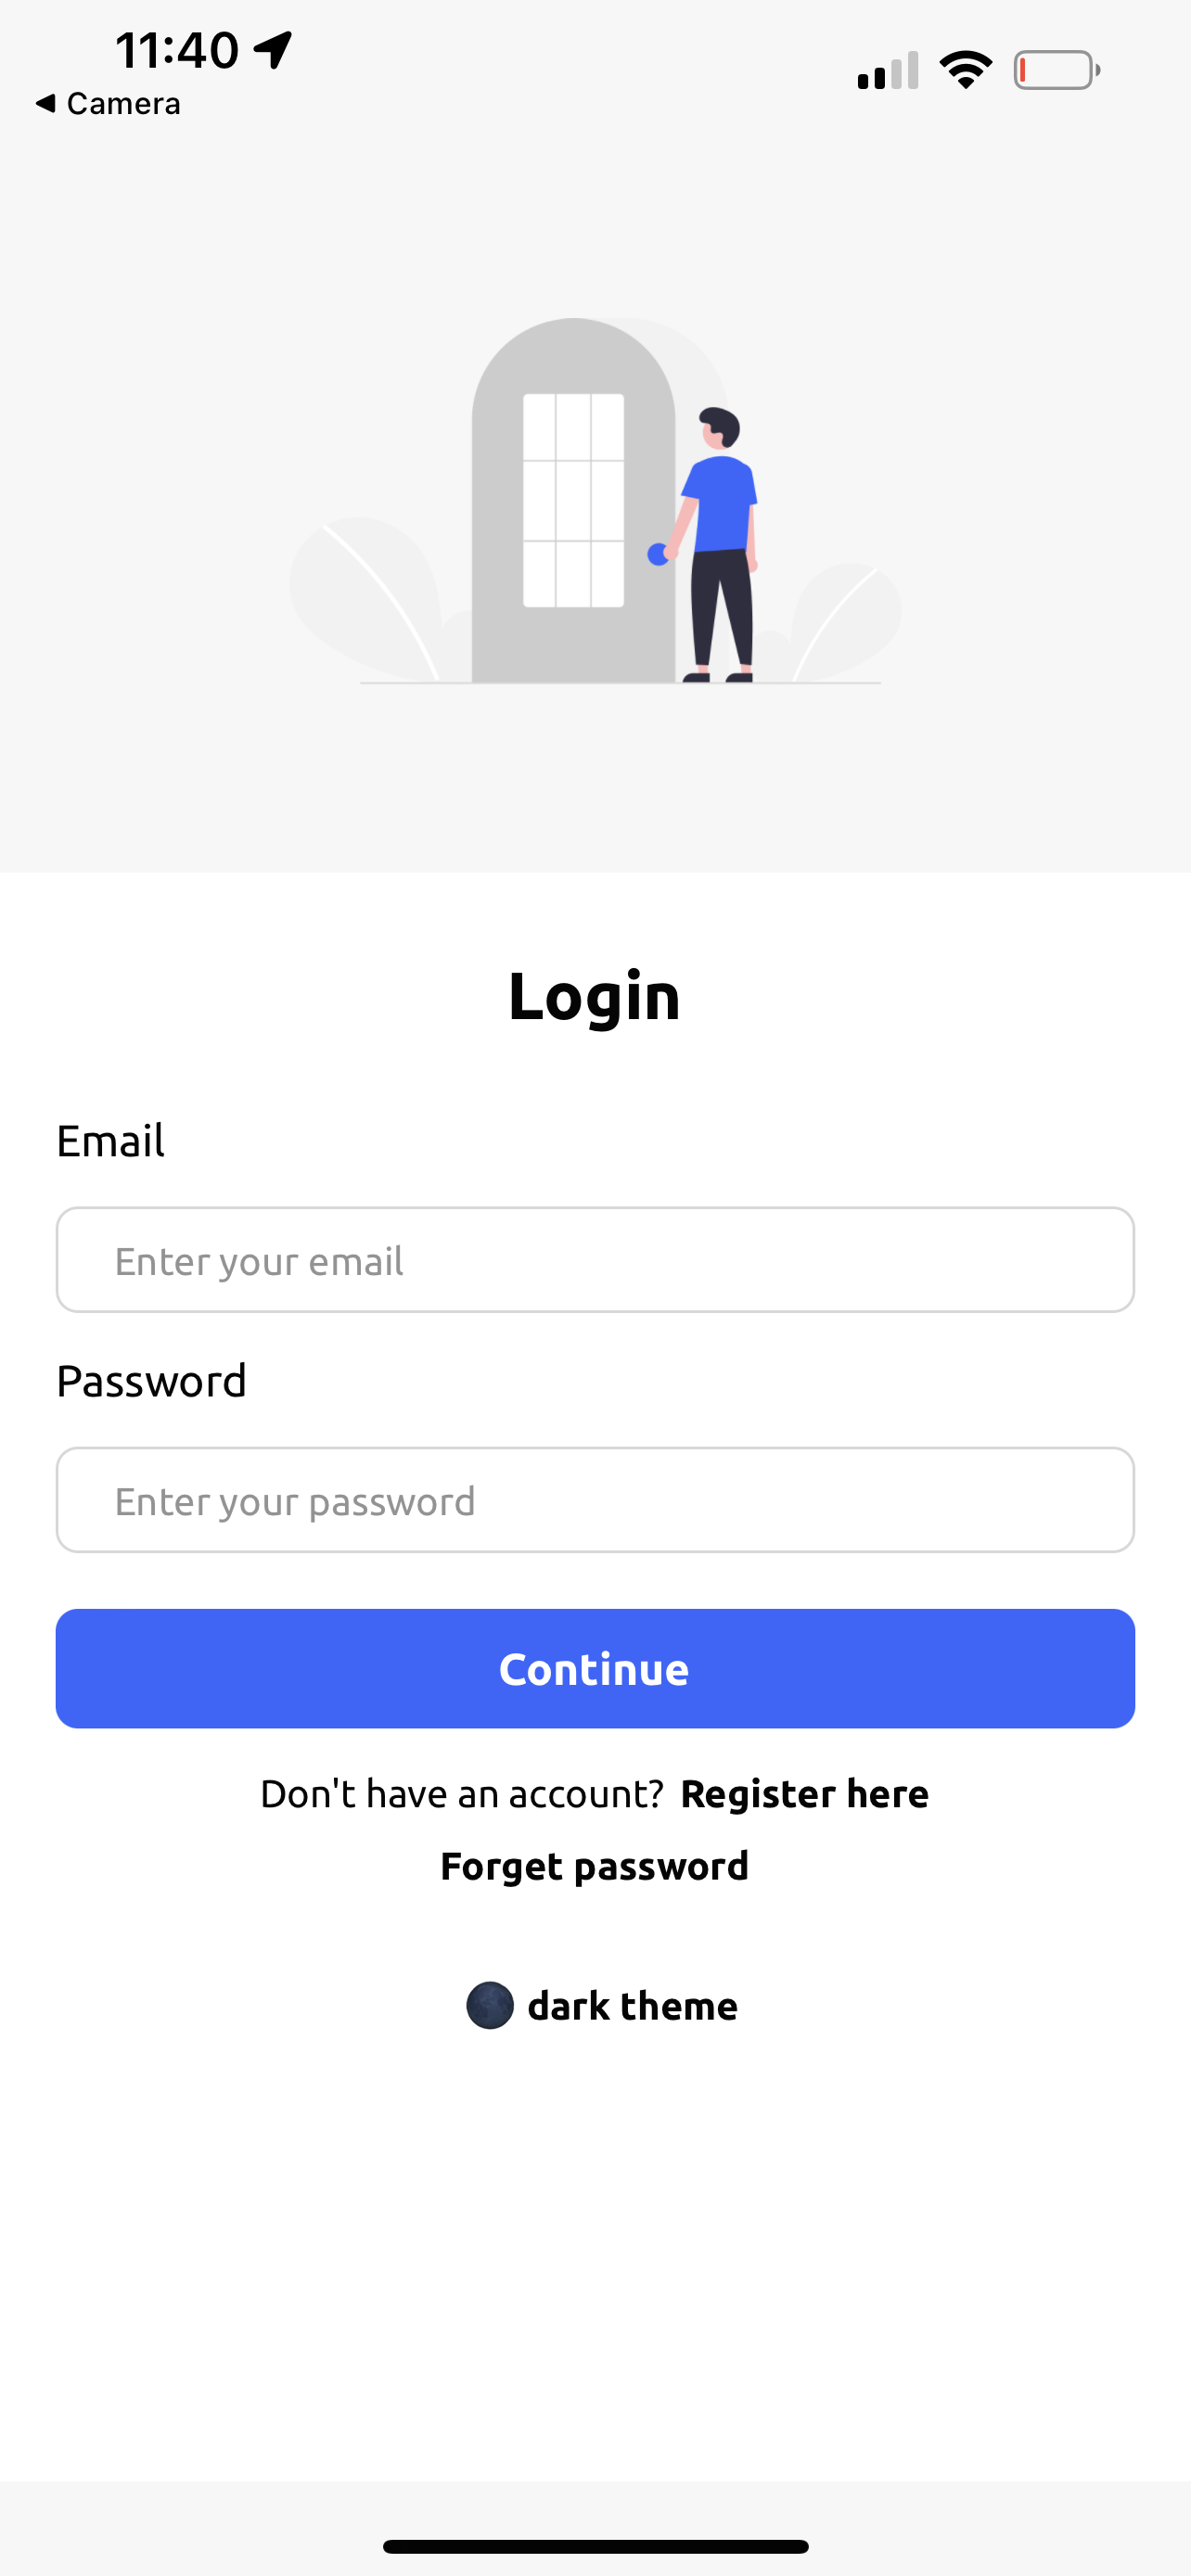 11:40
◀ Camera
Login
Email
Enter your email
Password
Enter your password
Continue
Don't have an account? Register here
Forget password
🌑 dark theme